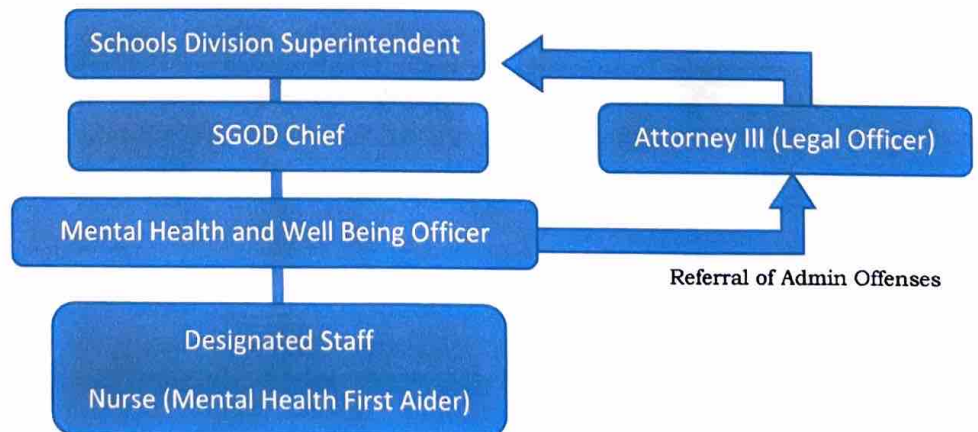 Schools Division Superintendent
SGOD Chief
Attorney III (Legal Officer)
Mental Health and Well Being Officer
Referral of Admin Offenses
Designated Staff
Nurse (Mental Health First Aider)